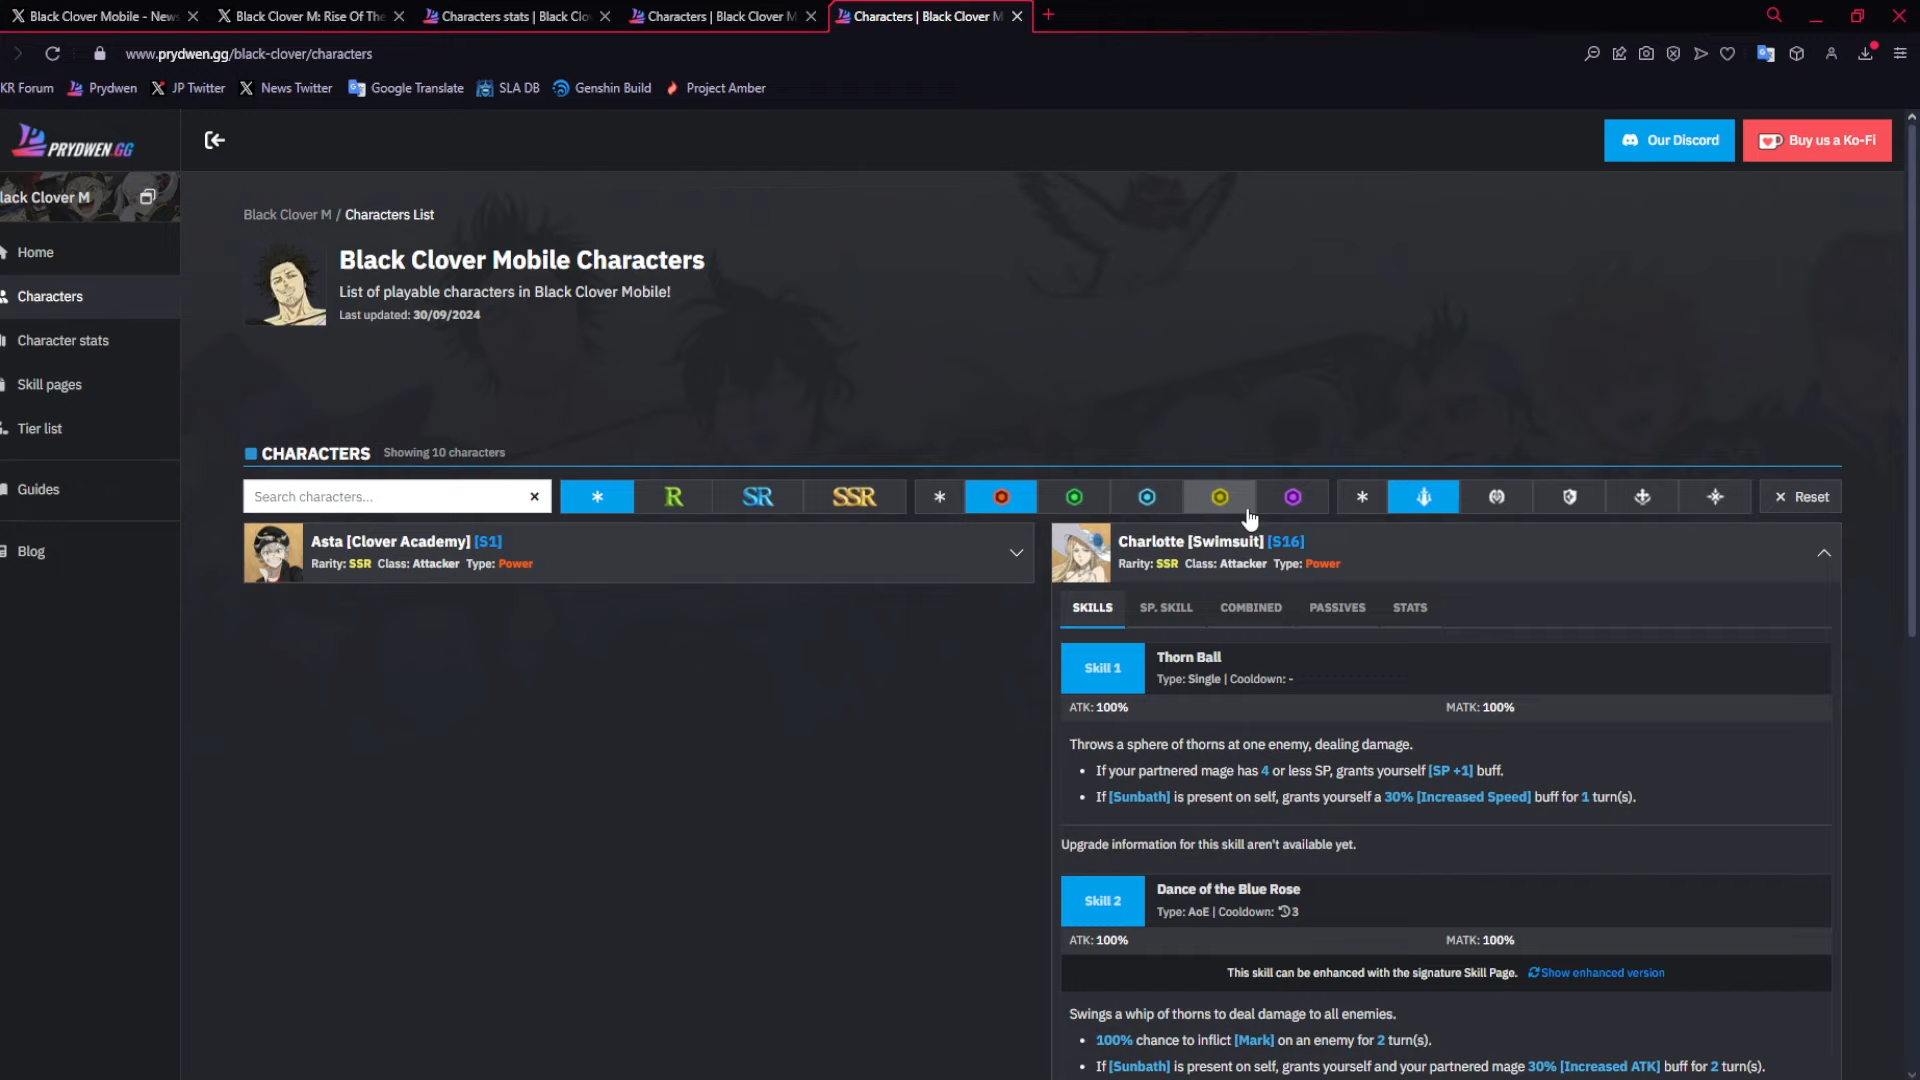 Black Clover Mobile - News
Black Clover M: Rise Of The
Characters stats | Black Clo
Characters | Black Clover M
Characters | Black Clover M
www.prydwen.gg/black-clover/characters
KR Forum
Prydwen
JP Twitter
News Twitter
Google Translate
SLA DB
Genshin Build
Project Amber
PRYDWEN.GG
Our Discord
Buy us a Ko-Fi
lack Clover M
Home
Characters
Character stats
Skill pages
Tier list
Guides
Blog
Black Clover M / Characters List
Black Clover Mobile Characters
List of playable characters in Black Clover Mobile!
Last updated: 30/09/2024
CHARACTERS Showing 10 characters
Search characters...
R
SR
SSR
Reset
Asta [Clover Academy] [S1]
Rarity: SSR Class: Attacker Type: Power
Charlotte [Swimsuit] [S16]
Rarity: SSR Class: Attacker Type: Power
SKILLS SP. SKILL COMBINED PASSIVES STATS
Skill 1
Thorn Ball
Type: Single | Cooldown: -
ATK: 100% MATK: 100%
Throws a sphere of thorns at one enemy, dealing damage.
• If your partnered mage has 4 or less SP, grants yourself [SP +1] buff.
• If [Sunbath] is present on self, grants yourself a 30% [Increased Speed] buff for 1 turn(s).
Upgrade information for this skill aren't available yet.
Skill 2
Dance of the Blue Rose
Type: AoE | Cooldown: 3
ATK: 100% MATK: 100%
This skill can be enhanced with the signature Skill Page. Show enhanced version
Swings a whip of thorns to deal damage to all enemies.
• 100% chance to inflict [Mark] on an enemy for 2 turn(s).
• If [Sunbath] is present on self, grants yourself and your partnered mage 30% [Increased ATK] buff for 2 turn(s).